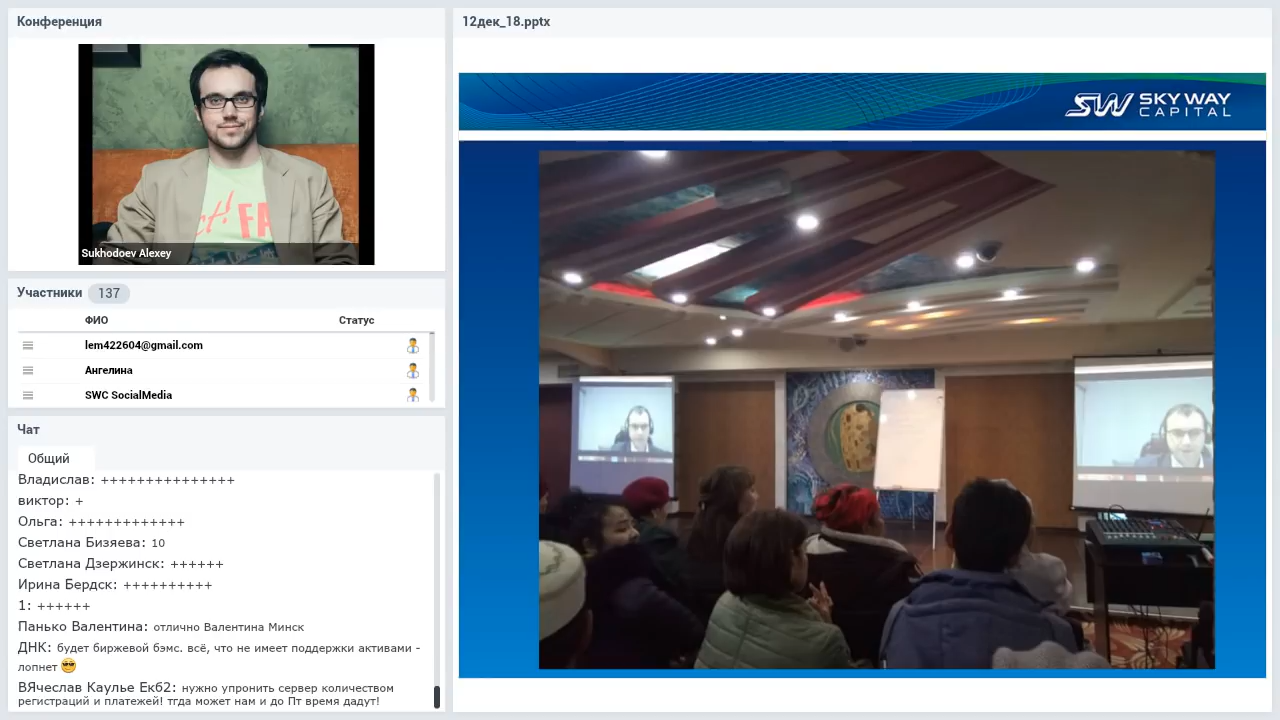 Конференция
Sukhodoev Alexey
Участники 137
ФИО Статус
lem422604@gmail.com
Ангелина
SWC SocialMedia
Чат
Общий
Владислав: +++++++++++++++
виктор: +
Ольга: +++++++++++++
Светлана Бизяева: 10
Светлана Дзержинск: ++++++
Ирина Бердск: ++++++++++
1: ++++++
Панько Валентина: отлично Валентина Минск
ДНК: будет биржевой бэмс. всё, что не имеет поддержки активами -
лопнет
ВЯчеслав Каулье Екб2: нужно упронить сервер количеством
регистраций и платежей! тгда может нам и до Пт время дадут!
12дек_18.pptx
SW SKY WAY
CAPITAL